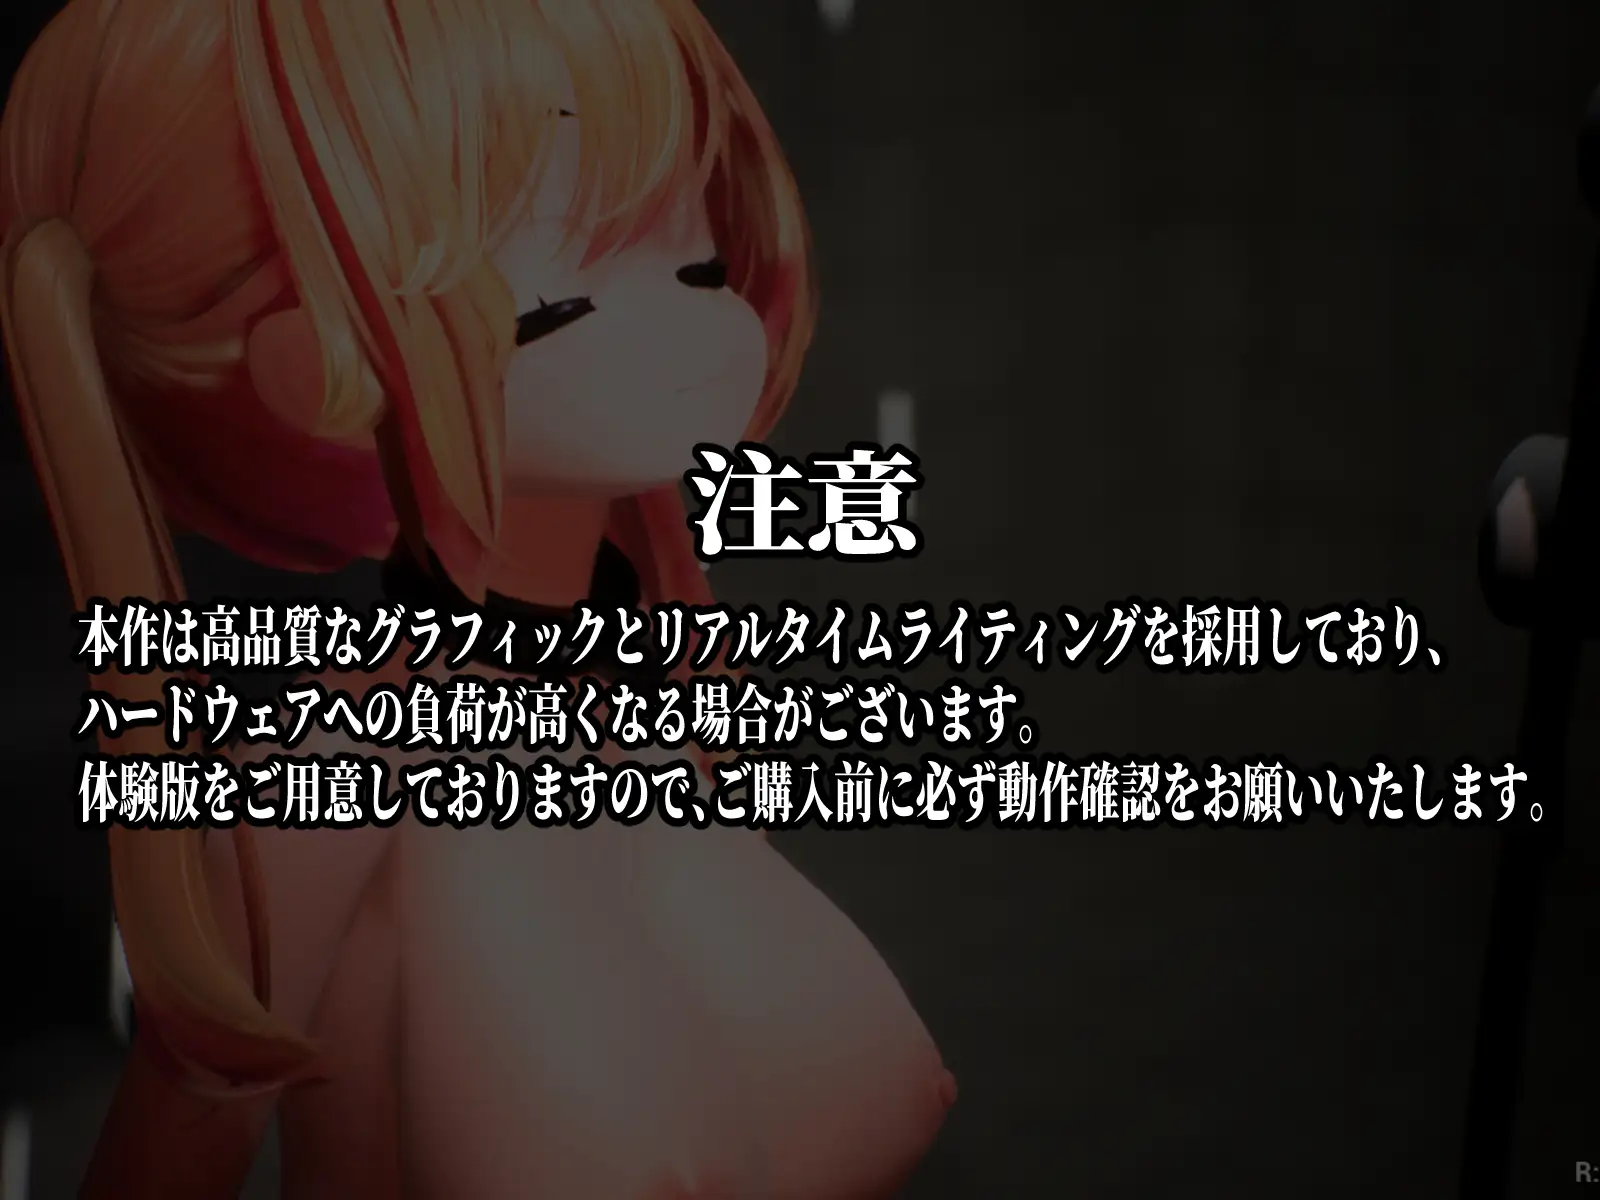 注意
本作は高品質なグラフィックとリアルタイムライティングを採用しており、
ハードウェアへの負荷が高くなる場合がございます。
体験版をご用意しておりますので、ご購入前に必ず動作確認をお願いいたします。
R: